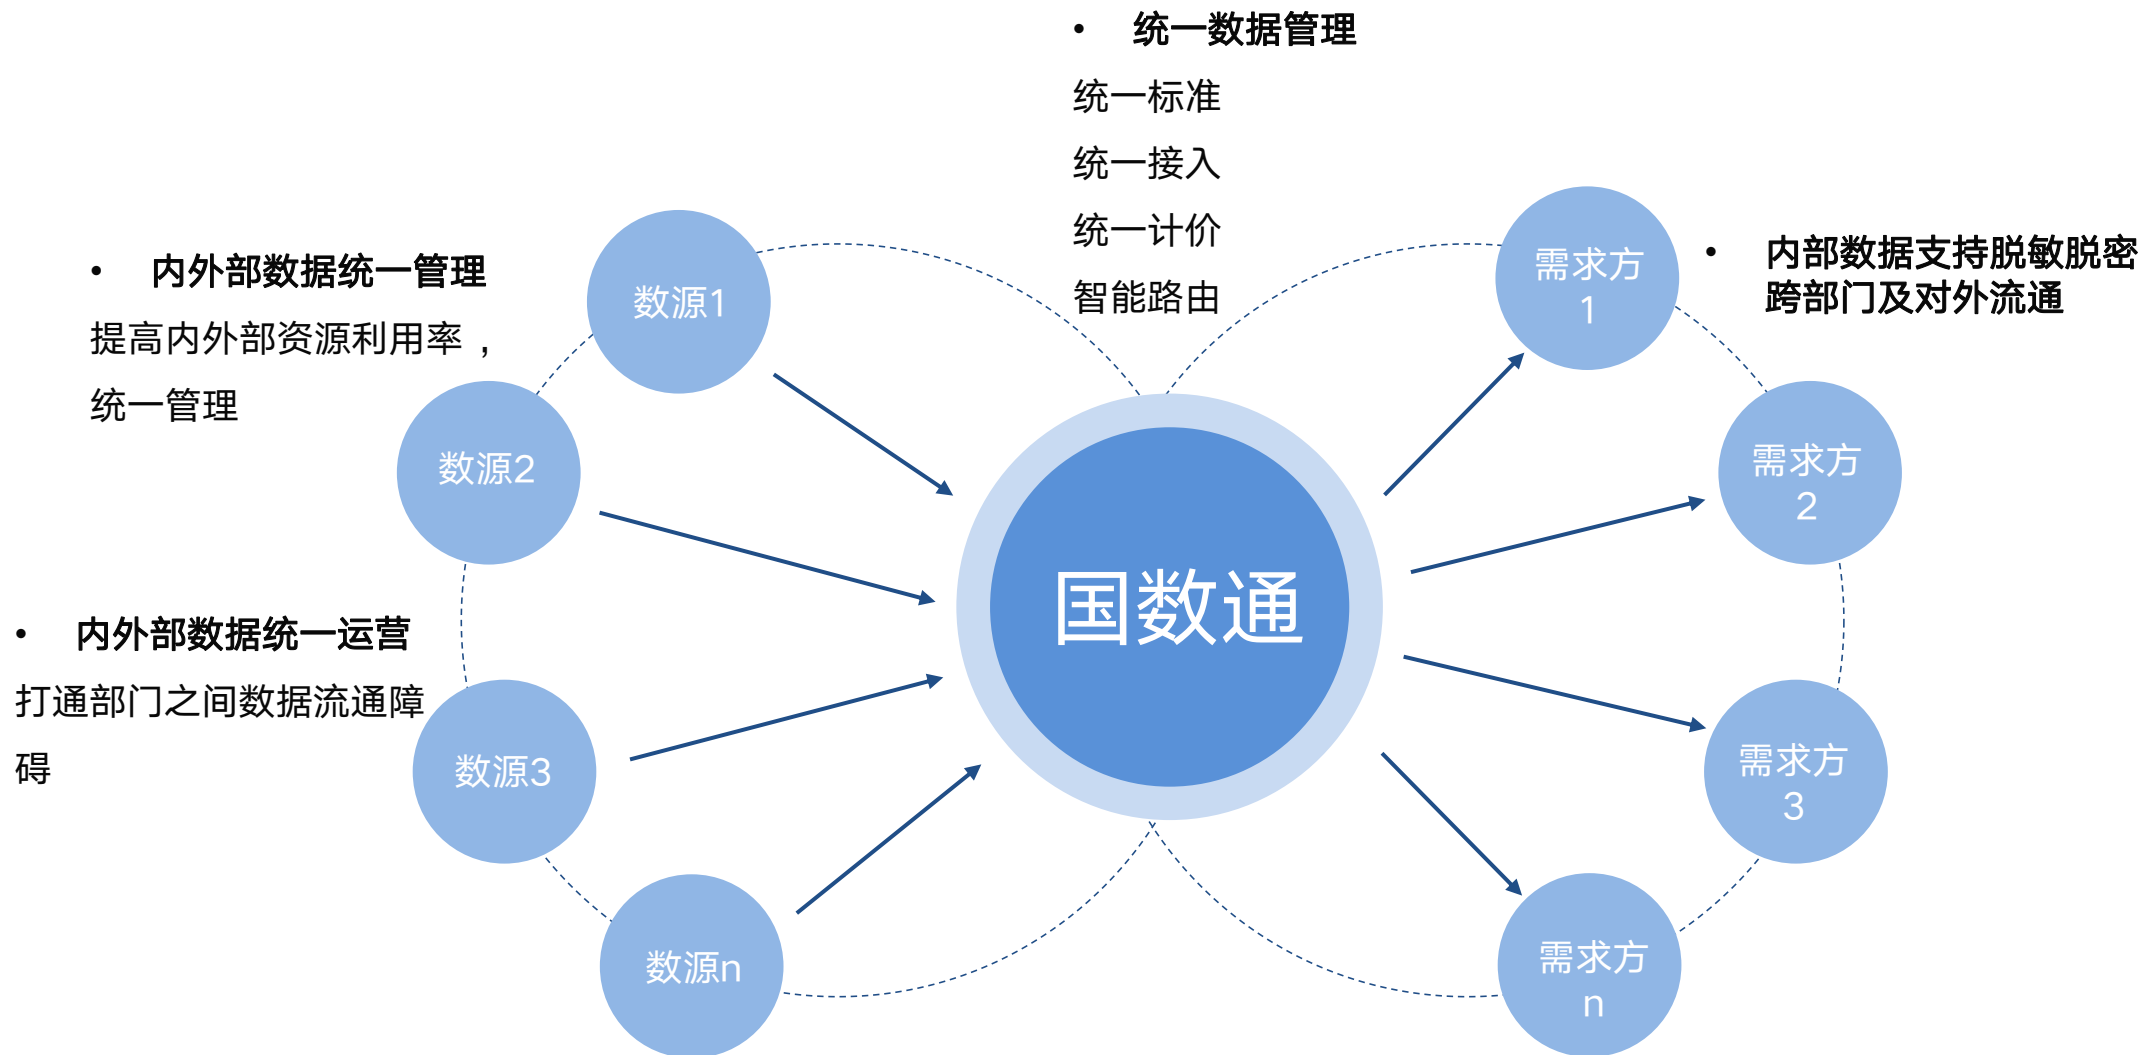 • 统一数据管理
统一标准
统一接入
统一计价
智能路由
• 内外部数据统一管理
提高内外部资源利用率，
统一管理
• 内外部数据统一运营
打通部门之间数据流通障
碍
数源1
数源2
数源3
数源n
国数通
需求方
1
需求方
2
需求方
3
需求方
n
• 内部数据支持脱敏脱密
跨部门及对外流通